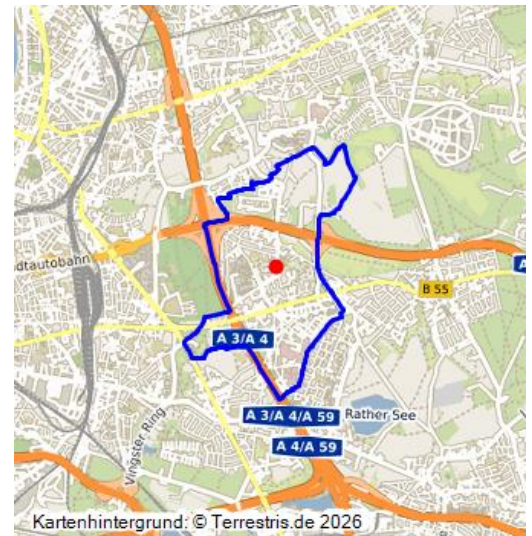 dtautobahn
A
B 55
A 3/A 4
A 3/A 4/A 59
Rather See
A 4/A 59
Vingster Ring
Kartenhintergrund: © Terrestris.de 2026